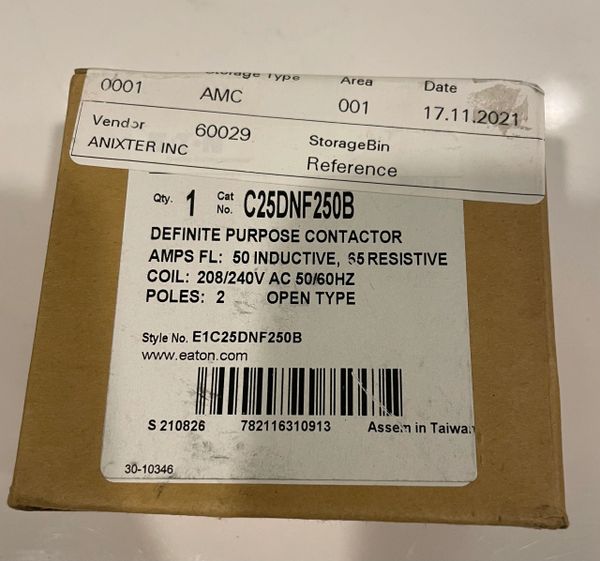 Storage Type Area Date
0001 AMC 001 17.11.2021
Vendor 60029 StorageBin
ANIXTER INC Reference
Qty. 1 Cat No. C25DNF250B
DEFINITE PURPOSE CONTACTOR
AMPS FL: 50 INDUCTIVE, 65 RESISTIVE
COIL: 208/240V AC 50/60HZ
POLES: 2 OPEN TYPE
Style No. E1C25DNF250B
www.eaton.com
S 210826 782116310913 Assem in Taiwan
30-10346